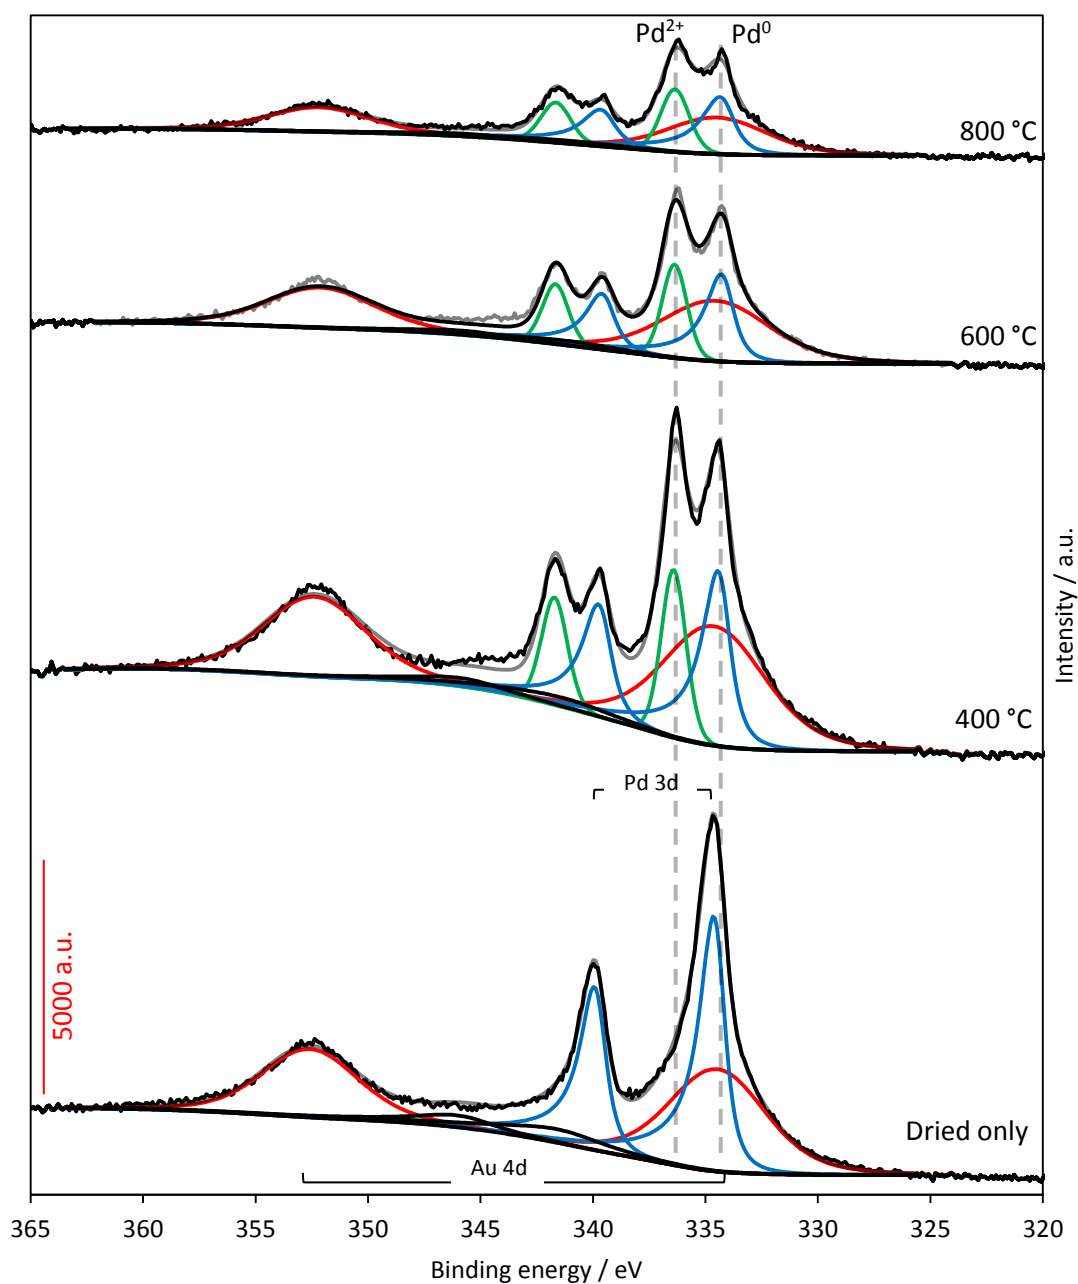 Pd²⁺ Pd⁰
800 °C
600 °C
400 °C
Intensity / a.u.
Pd 3d
5000 a.u.
Dried only
Au 4d
365 360 355 350 345 340 335 330 325 320
Binding energy / eV